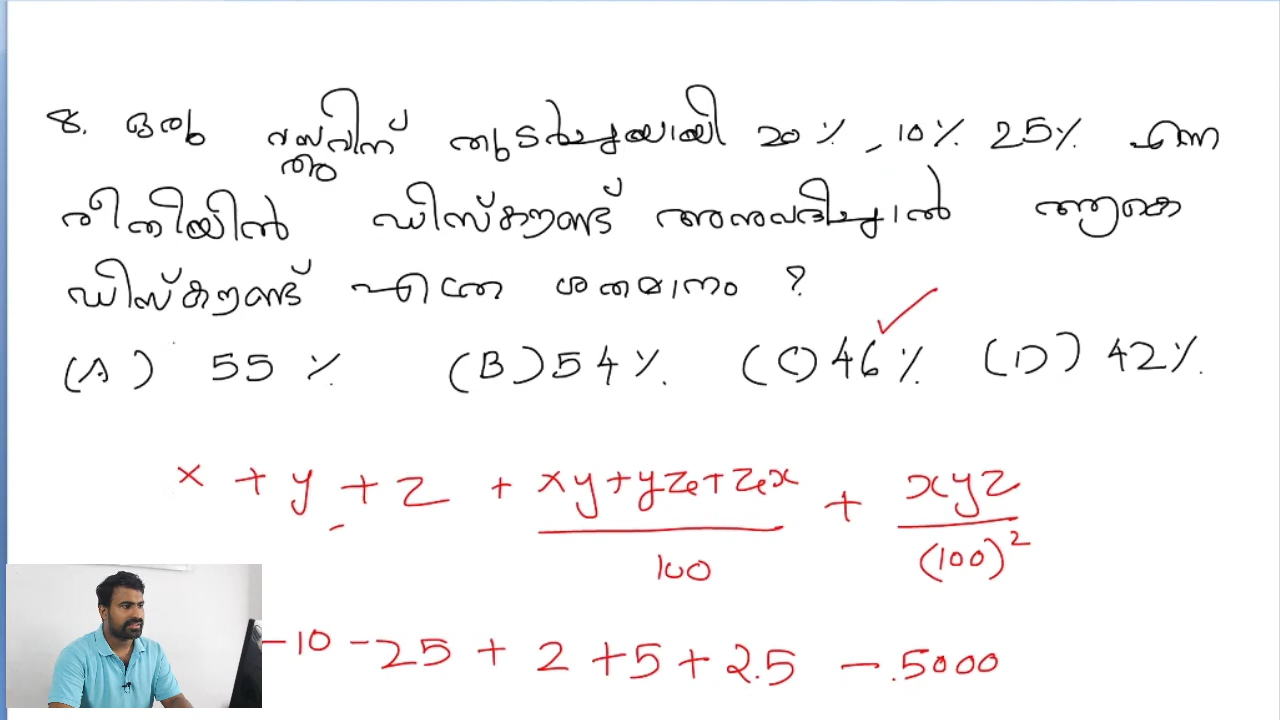 8. ഒരു വസ്തുവിന് തുടർച്ചയായി 20%, 10% 25% എന്ന
രീതിയിൽ ഡിസ്കൗണ്ട് അനുവദിച്ചാൽ ആകെ
ഡിസ്കൗണ്ട് എത്ര ശതമാനം ?
(A) 55% (B) 54%. (C) 46% (D) 42%.
x + y + z + (xy+yz+zx)/100 + xyz/(100)²
-10 -25 + 2 +5 + 2.5 - .5000